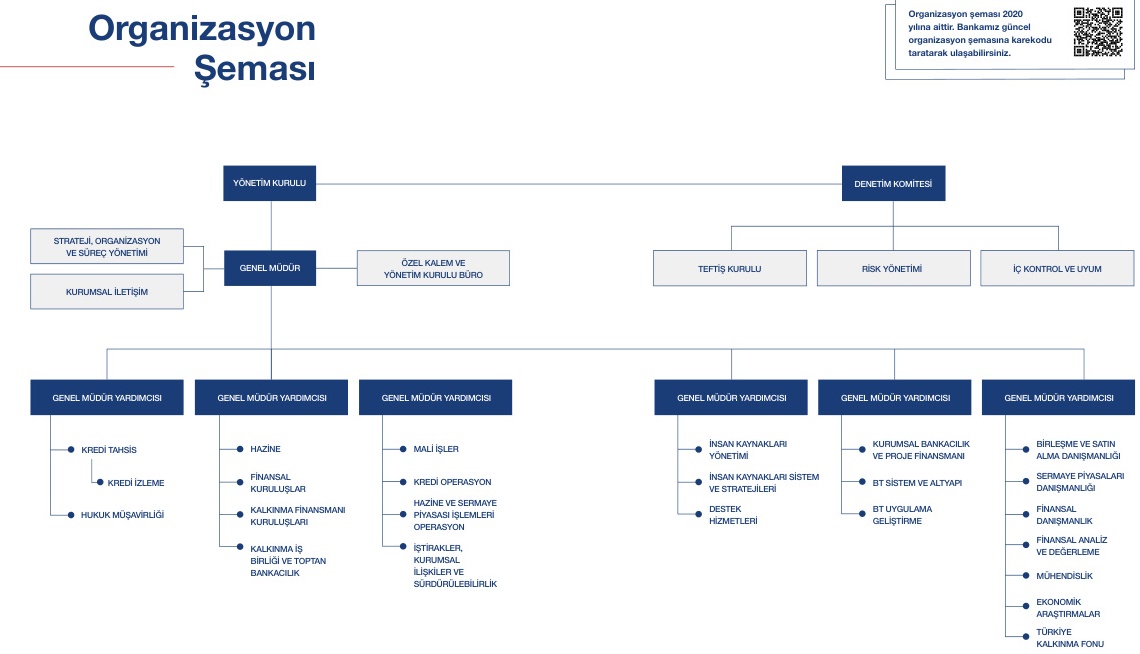 Organizasyon
Şeması
Organizasyon şeması 2020
yılına aittir. Bankamız güncel
organizasyon şemasına karekodu
taratarak ulaşabilirsiniz.
YÖNETİM KURULU
DENETİM KOMİTESİ
STRATEJİ, ORGANİZASYON
VE SÜREÇ YÖNETİMİ
KURUMSAL İLETİŞİM
GENEL MÜDÜR
ÖZEL KALEM VE
YÖNETİM KURULU BÜRO
TEFTİŞ KURULU
RİSK YÖNETİMİ
İÇ KONTROL VE UYUM
GENEL MÜDÜR YARDIMCISI
KREDİ TAHSİS
KREDİ İZLEME
HUKUK MÜŞAVİRLİĞİ
GENEL MÜDÜR YARDIMCISI
HAZİNE
FİNANSAL
KURULUŞLAR
KALKINMA FİNANSMANI
KURULUŞLARI
KALKINMA İŞ
BİRLİĞİ VE TOPTAN
BANKACILIK
GENEL MÜDÜR YARDIMCISI
MALİ İŞLER
KREDİ OPERASYON
HAZİNE VE SERMAYE
PİYASASI İŞLEMLERİ
OPERASYON
İŞTİRAKLER,
KURUMSAL
İLİŞKİLER VE
SÜRDÜRÜLEBİLİRLİK
GENEL MÜDÜR YARDIMCISI
İNSAN KAYNAKLARI
YÖNETİMİ
İNSAN KAYNAKLARI SİSTEM
VE STRATEJİLERİ
DESTEK
HİZMETLERİ
GENEL MÜDÜR YARDIMCISI
KURUMSAL BANKACILIK
VE PROJE FİNANSMANI
BT SİSTEM VE ALTYAPI
BT UYGULAMA
GELİŞTİRME
GENEL MÜDÜR YARDIMCISI
BİRLEŞME VE SATIN
ALMA DANIŞMANLIĞI
SERMAYE PİYASALARI
DANIŞMANLIĞI
FİNANSAL
DANIŞMANLIK
FİNANSAL ANALİZ
VE DEĞERLEME
MÜHENDİSLİK
EKONOMİK
ARAŞTIRMALAR
TÜRKİYE
KALKINMA FONU